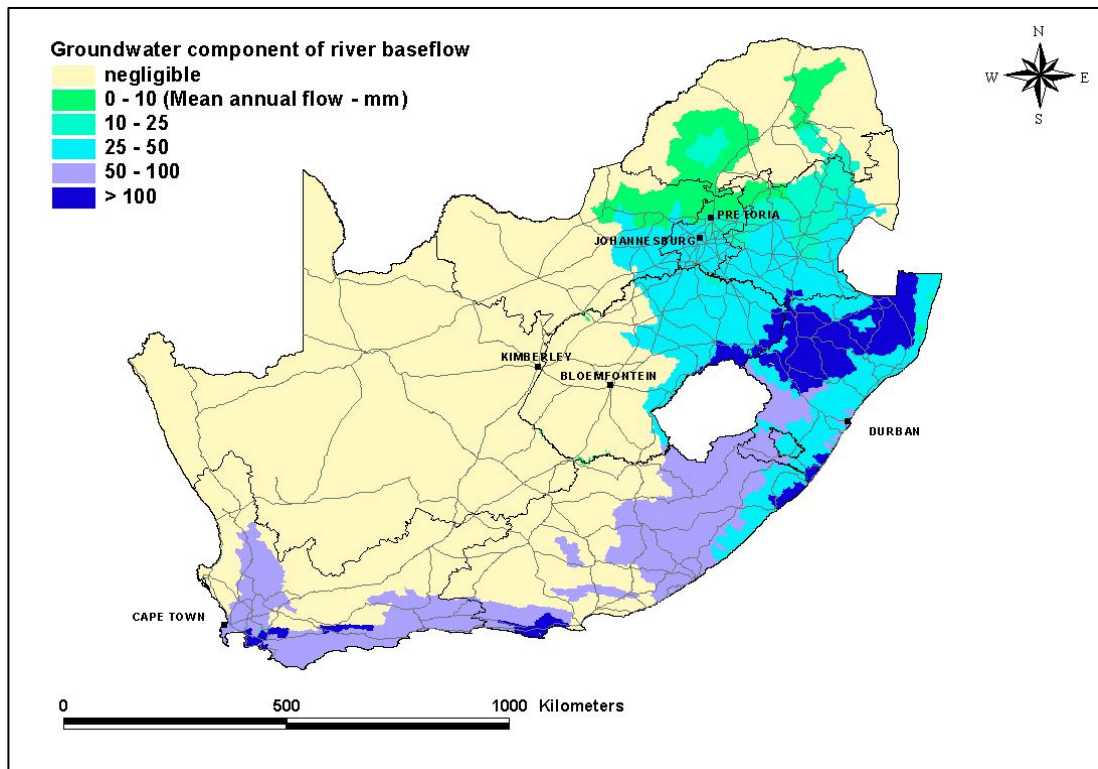 Groundwater component of river baseflow
negligible
0 - 10 (Mean annual flow - mm)
10 - 25
25 - 50
50 - 100
> 100
N
W E
S
PRETORIA
JOHANNESBURG
KIMBERLEY
BLOEMFONTEIN
DURBAN
CAPE TOWN
0 500 1000 Kilometers